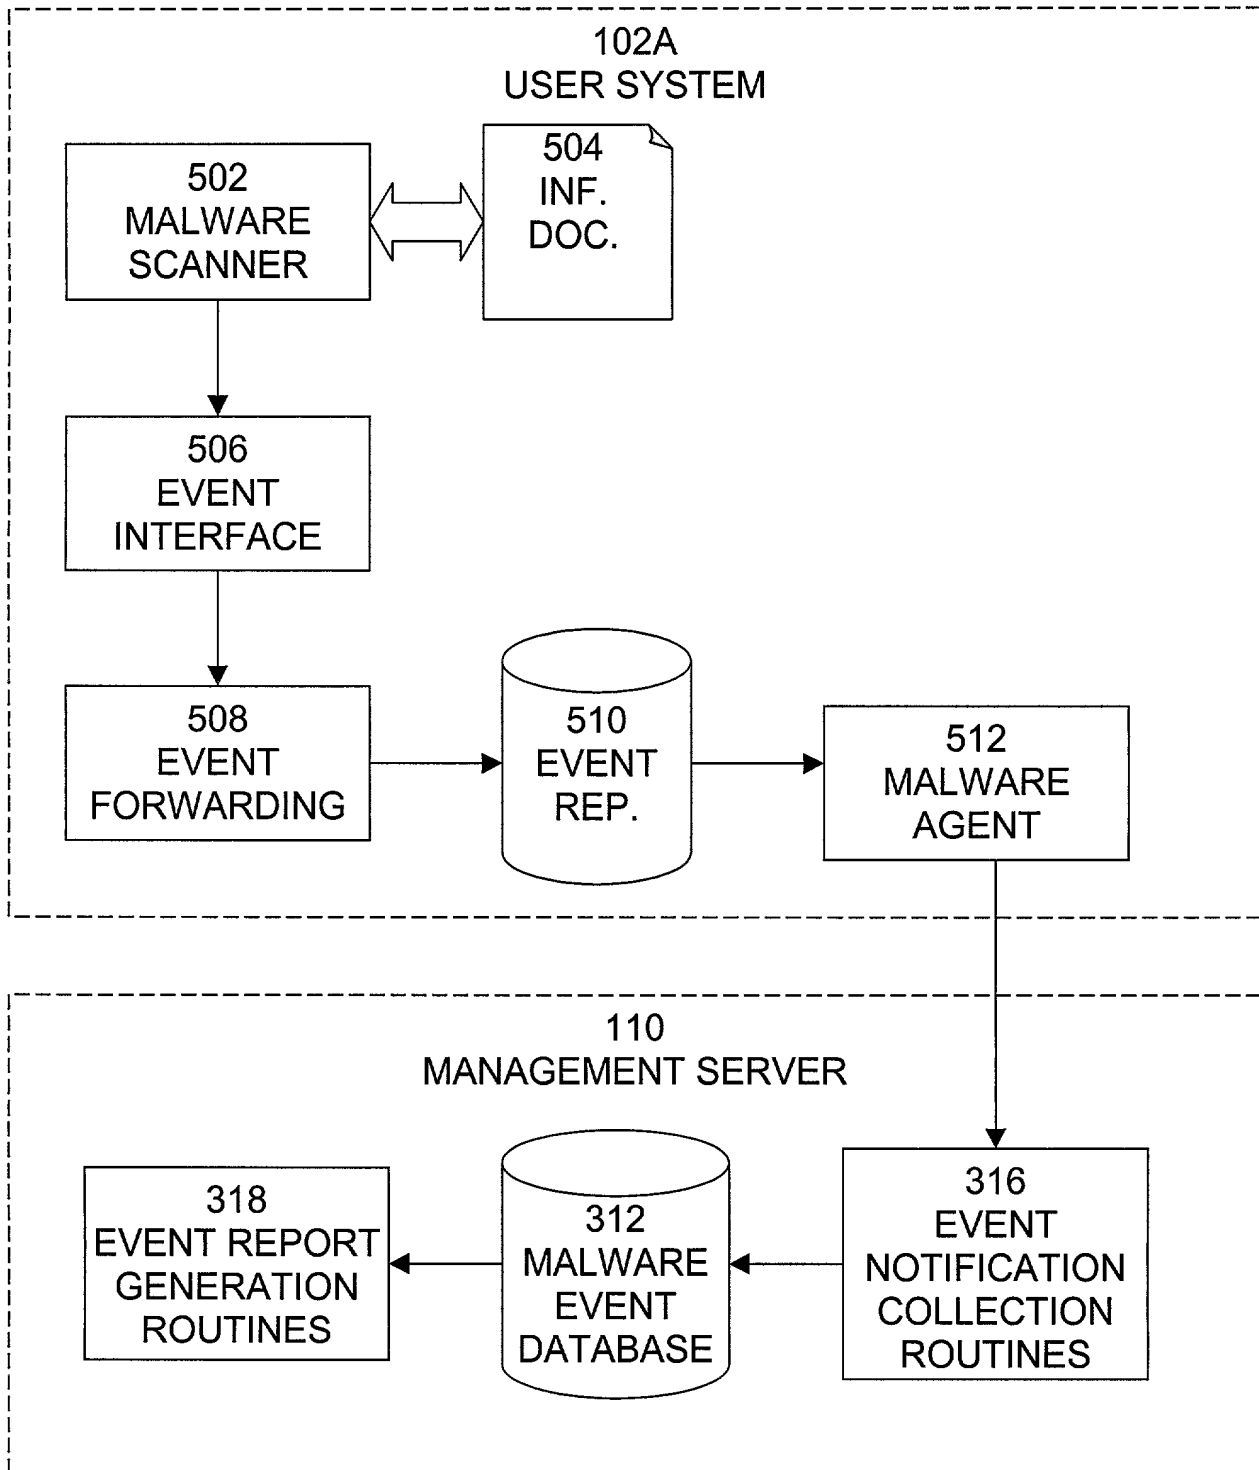 102A
USER SYSTEM
502
MALWARE
SCANNER
504
INF.
DOC.
506
EVENT
INTERFACE
508
EVENT
FORWARDING
510
EVENT
REP.
512
MALWARE
AGENT
110
MANAGEMENT SERVER
318
EVENT REPORT
GENERATION
ROUTINES
312
MALWARE
EVENT
DATABASE
316
EVENT
NOTIFICATION
COLLECTION
ROUTINES